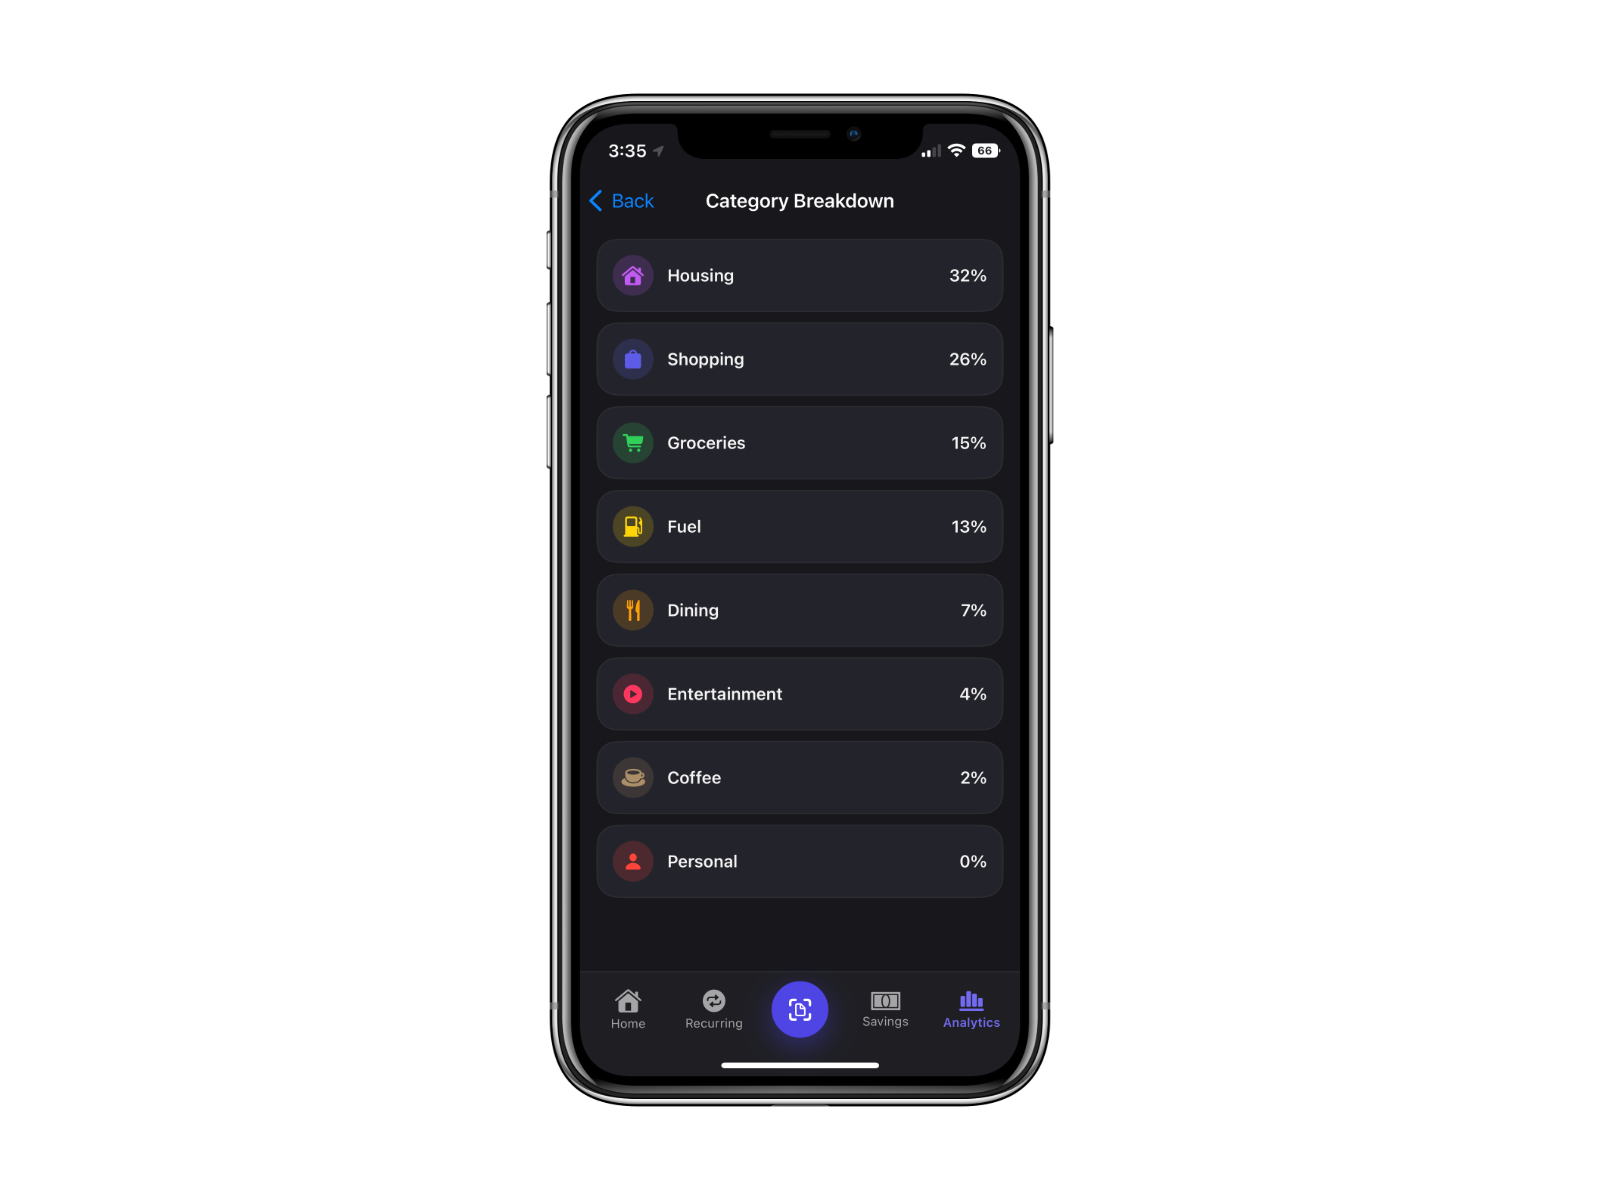 3:35
66
Back
Category Breakdown
Housing 32%
Shopping 26%
Groceries 15%
Fuel 13%
Dining 7%
Entertainment 4%
Coffee 2%
Personal 0%
Home Recurring Savings Analytics